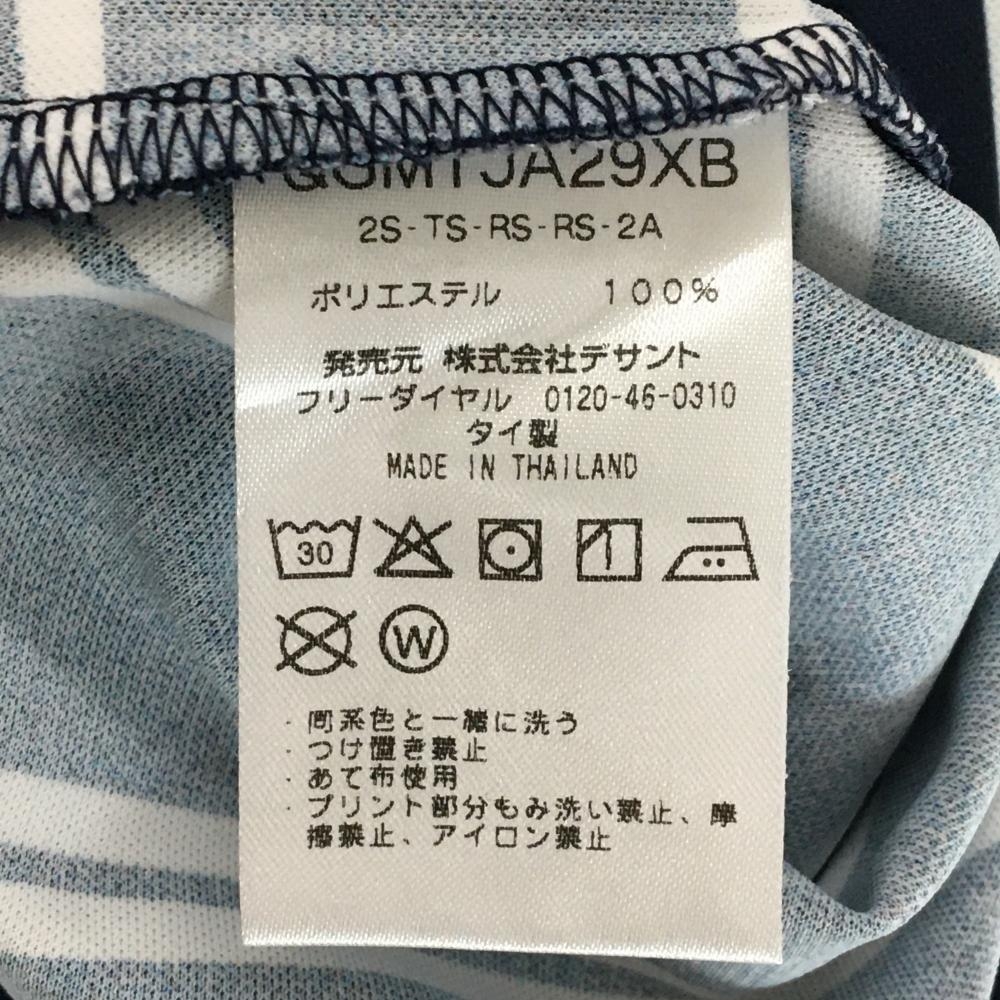 QGMTJA29XB
2S-TS-RS-RS-2A
ポリエステル 100%
発売元 株式会社デサント
フリーダイヤル 0120-46-0310
タイ製
MADE IN THAILAND
30
W
・同系色と一緒に洗う
・つけ置き禁止
・あて布使用
・プリント部分もみ洗い禁止、摩
擦禁止、アイロン禁止